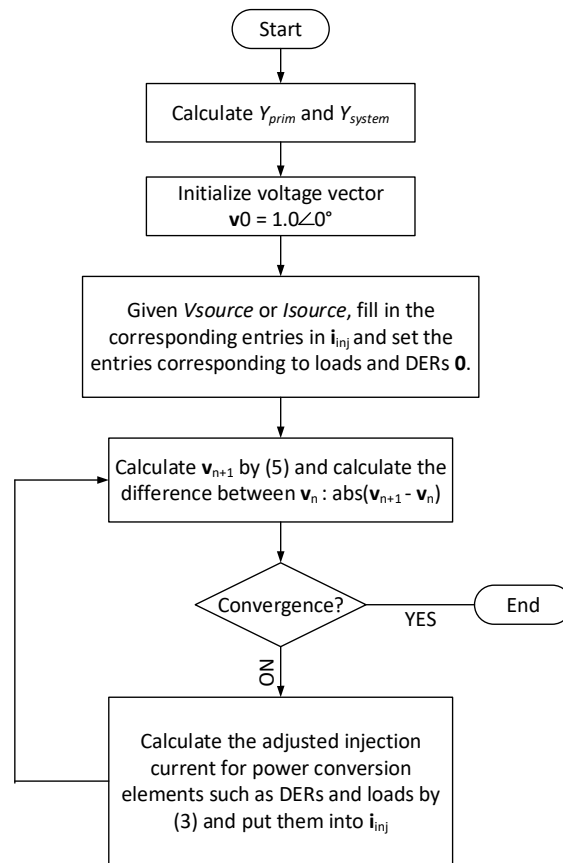 Start
Calculate Yprim and Ysystem
Initialize voltage vector
v0 = 1.0∠0°
Given Vsource or Isource, fill in the
corresponding entries in iinj and set the
entries corresponding to loads and DERs 0.
Calculate vn+1 by (5) and calculate the
difference between vn : abs(vn+1 - vn)
Convergence?
YES
End
NO
Calculate the adjusted injection
current for power conversion
elements such as DERs and loads by
(3) and put them into iinj